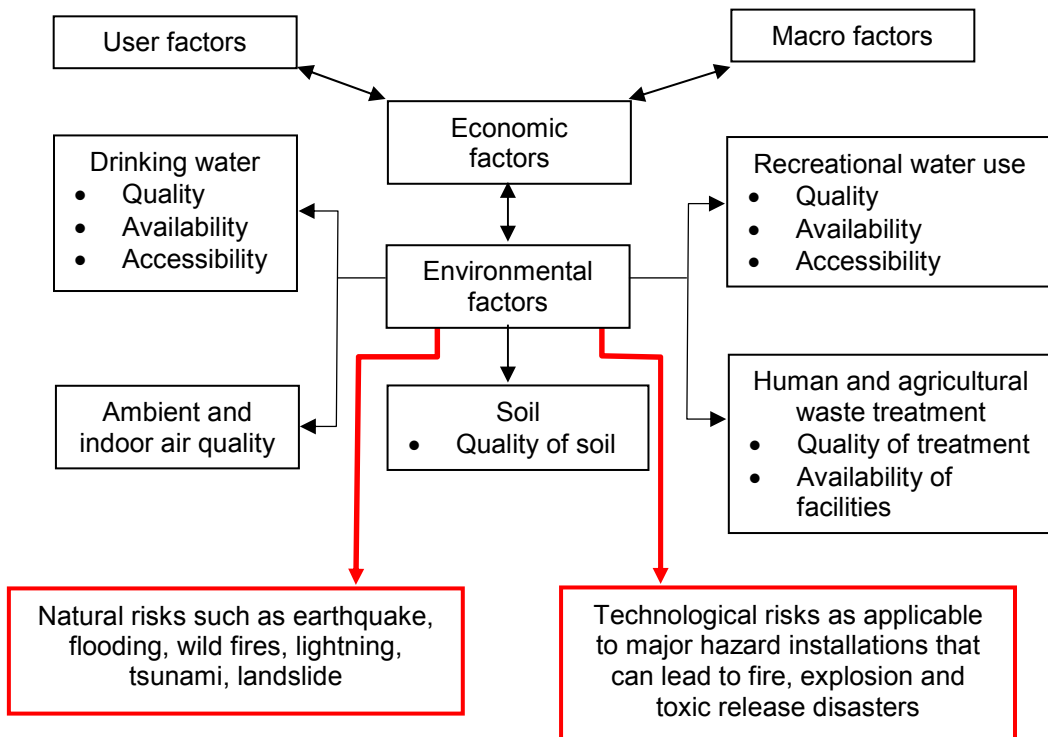 User factors
Macro factors
Economic
factors
Drinking water
• Quality
• Availability
• Accessibility
Recreational water use
• Quality
• Availability
• Accessibility
Environmental
factors
Ambient and
indoor air quality
Soil
• Quality of soil
Human and agricultural
waste treatment
• Quality of treatment
• Availability of
facilities
Natural risks such as earthquake,
flooding, wild fires, lightning,
tsunami, landslide
Technological risks as applicable
to major hazard installations that
can lead to fire, explosion and
toxic release disasters